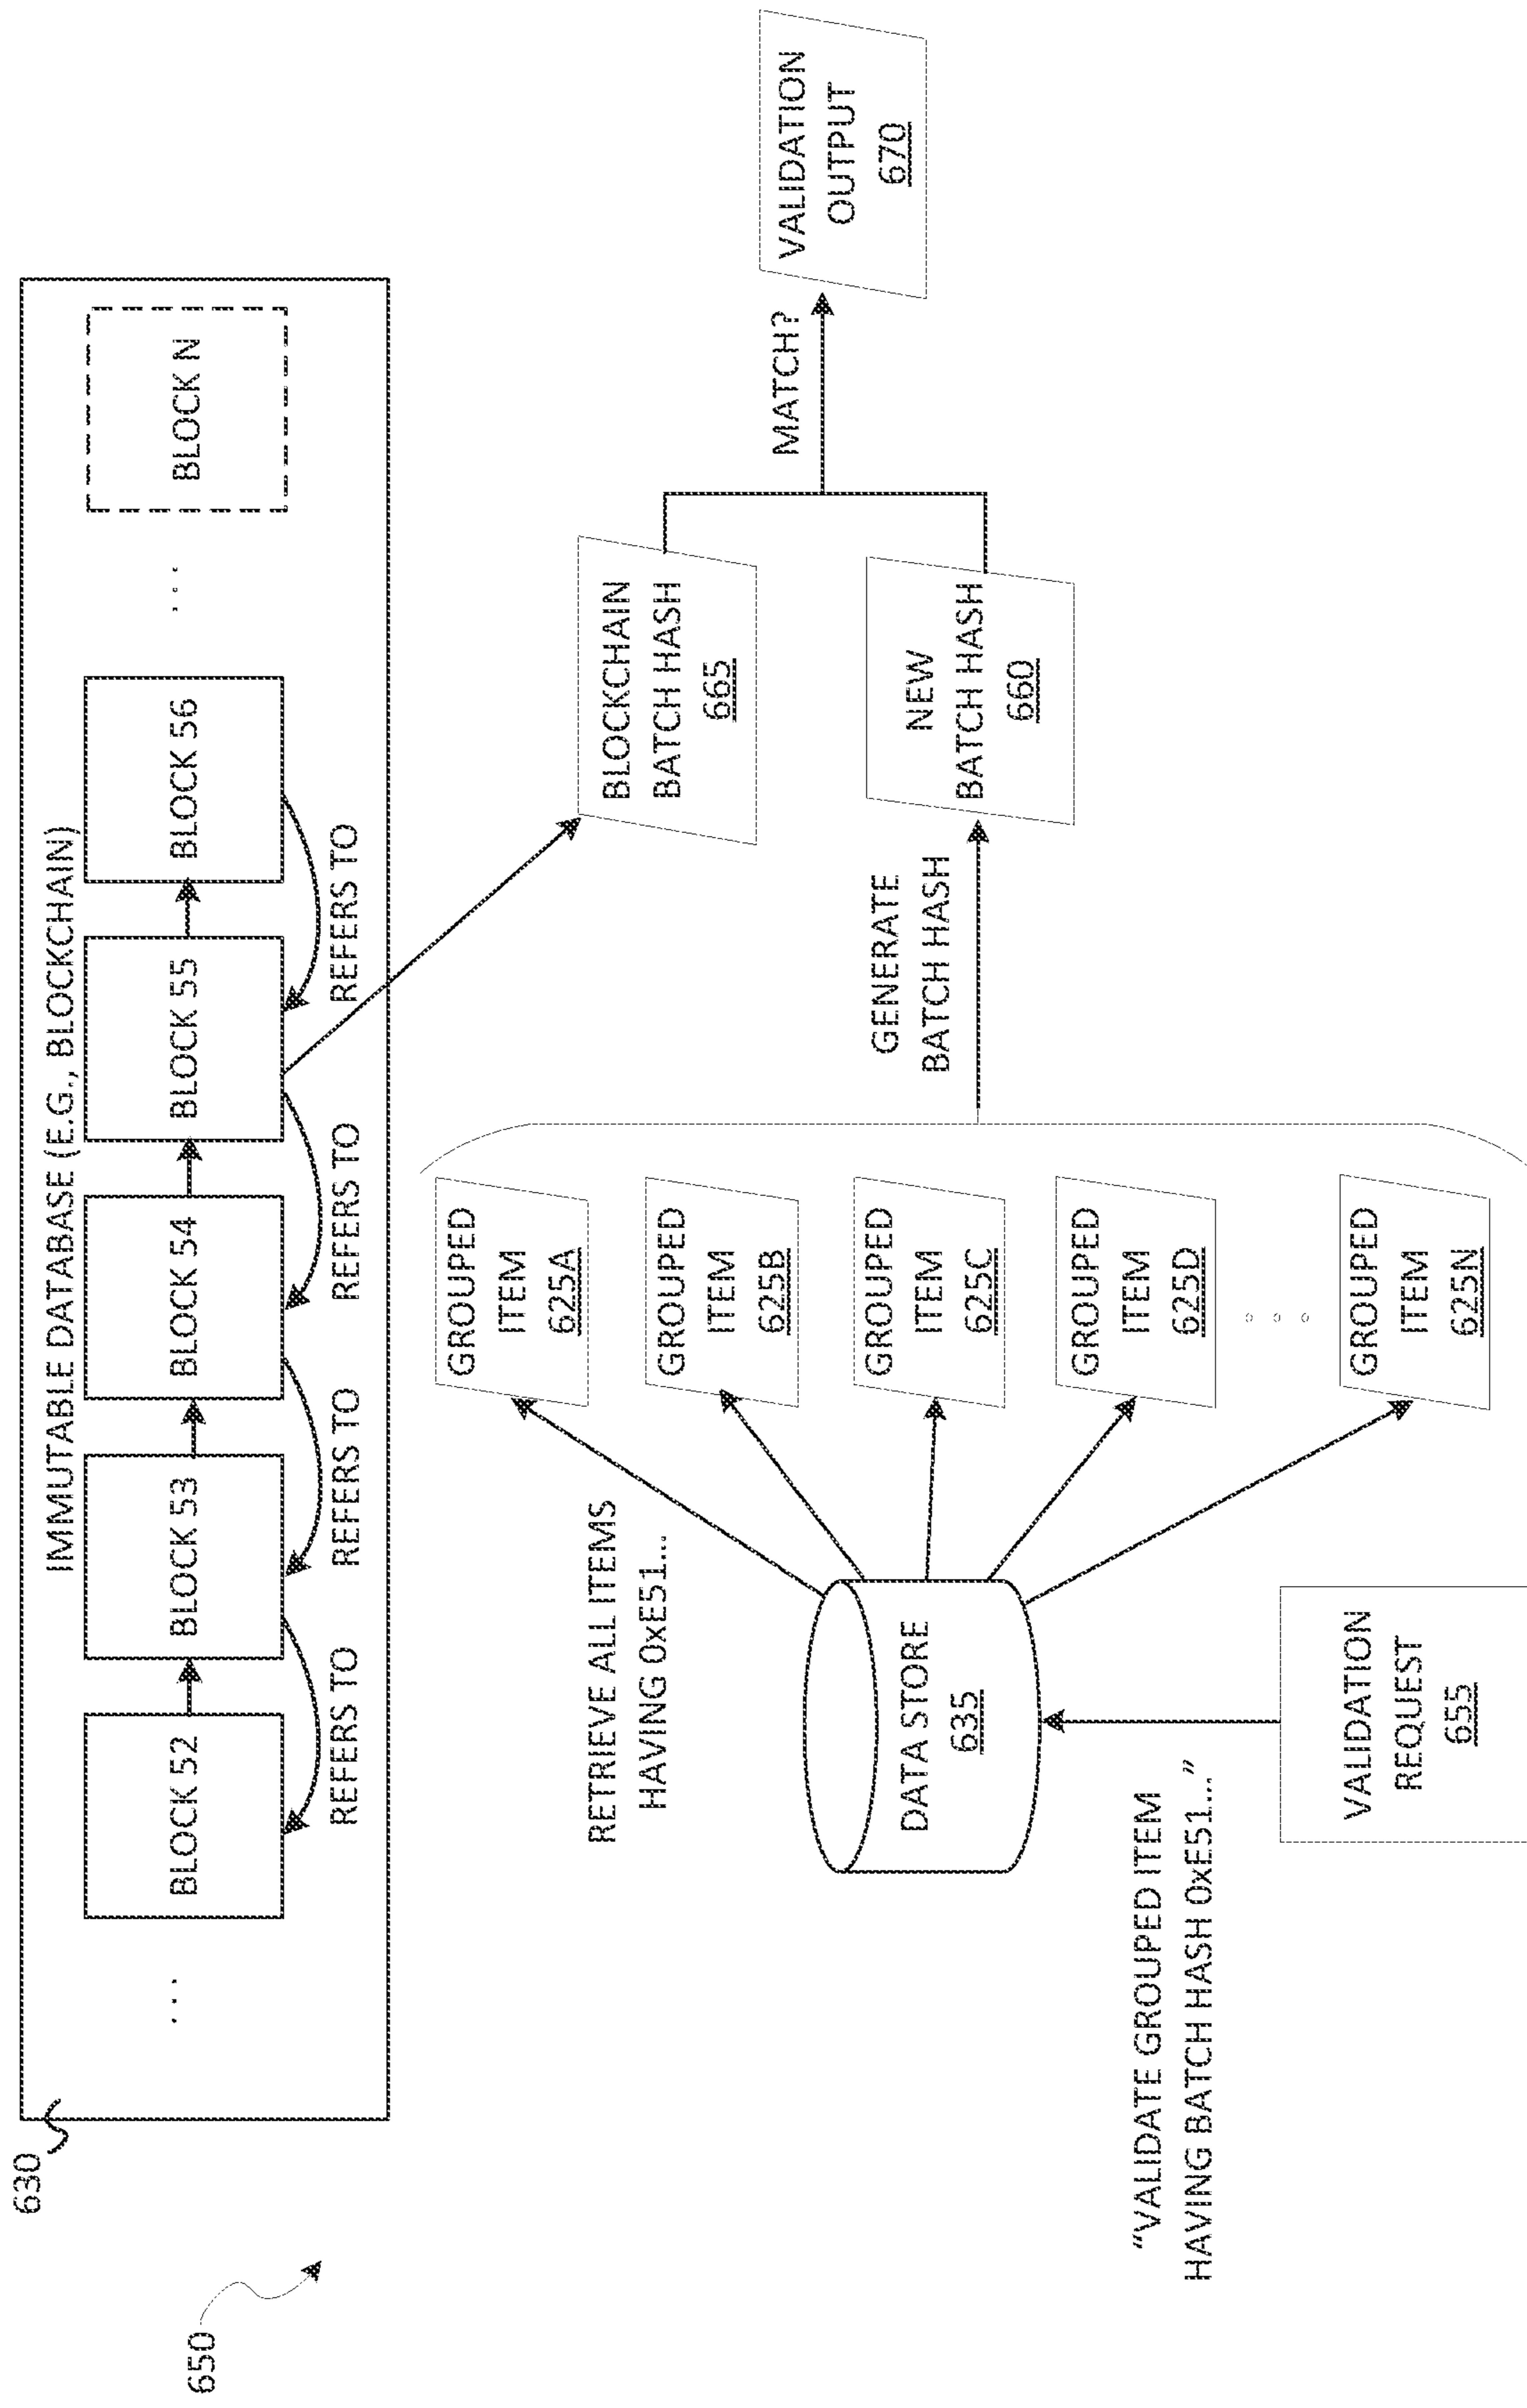 650
630
IMMUTABLE DATABASE (E.G., BLOCKCHAIN)
. . .
BLOCK 52
BLOCK 53
BLOCK 54
BLOCK 55
BLOCK 56
. . .
BLOCK N
REFERS TO
REFERS TO
REFERS TO
REFERS TO
RETRIEVE ALL ITEMS
HAVING 0xE51...
"VALIDATE GROUPED ITEM
HAVING BATCH HASH 0xE51..."
VALIDATION
REQUEST
655
DATA STORE
635
GROUPED
ITEM
625A
GROUPED
ITEM
625B
GROUPED
ITEM
625C
GROUPED
ITEM
625D
GROUPED
ITEM
625N
GENERATE
BATCH HASH
BLOCKCHAIN
BATCH HASH
665
NEW
BATCH HASH
660
MATCH?
VALIDATION
OUTPUT
670